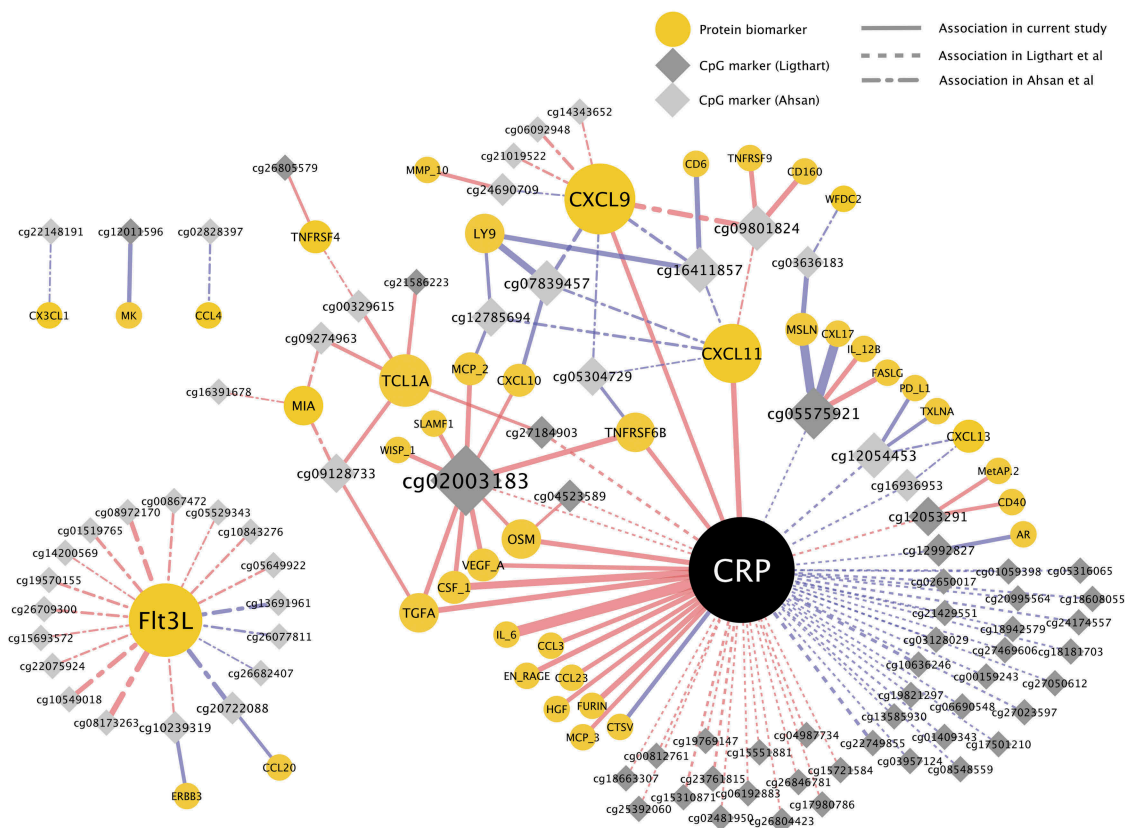 Protein biomarker
Association in current study
CpG marker (Ligthart)
Association in Ligthart et al
CpG marker (Ahsan)
Association in Ahsan et al
cg14343652
cg06092948
cg21019522
cg26805579
MMP_10
cg24690709
CXCL9
CD6
TNFRSF9
CD160
WFDC2
cg09801824
cg22148191
cg12011596
cg02828397
TNFRSF4
LY9
cg16411857
cg03636183
cg07839457
cg21586223
cg00329615
cg12785694
CX3CL1
MK
CCL4
cg09274963
CXCL11
MSLN
CXL17
IL_12B
FASLG
PD_L1
TXLNA
CXCL13
TCL1A
MCP_2
CXCL10
cg05304729
cg16391678
MIA
cg05575921
SLAMF1
WISP_1
cg27184903
TNFRSF6B
cg12054453
cg09128733
cg02003183
cg16936953
MetAP.2
cg04523589
CD40
cg12053291
AR
cg12992827
OSM
VEGF_A
CSF_1
TGFA
CRP
cg00867472
cg08972170
cg05529343
cg01519765
cg10843276
cg14200569
cg05649922
cg19570155
cg13691961
cg26709300
Flt3L
cg15693572
cg26077811
cg22075924
cg26682407
cg10549018
cg20722088
cg08173263
cg10239319
CCL20
ERBB3
IL_6
CCL3
EN_RAGE
CCL23
HGF
FURIN
MCP_3
CTSV
cg01059398
cg05316065
cg02650017
cg20995564
cg18608055
cg21429551
cg24174557
cg18942579
cg03128029
cg27469606
cg18181703
cg10636246
cg00159243
cg27050612
cg19821297
cg06690548
cg27023597
cg13585930
cg01409343
cg17501210
cg22749855
cg03957124
cg08548559
cg04987734
cg19769147
cg15551881
cg00812761
cg15721584
cg18663307
cg23761815
cg26846781
cg15310871
cg06192883
cg25392060
cg17980786
cg02481950
cg26804423